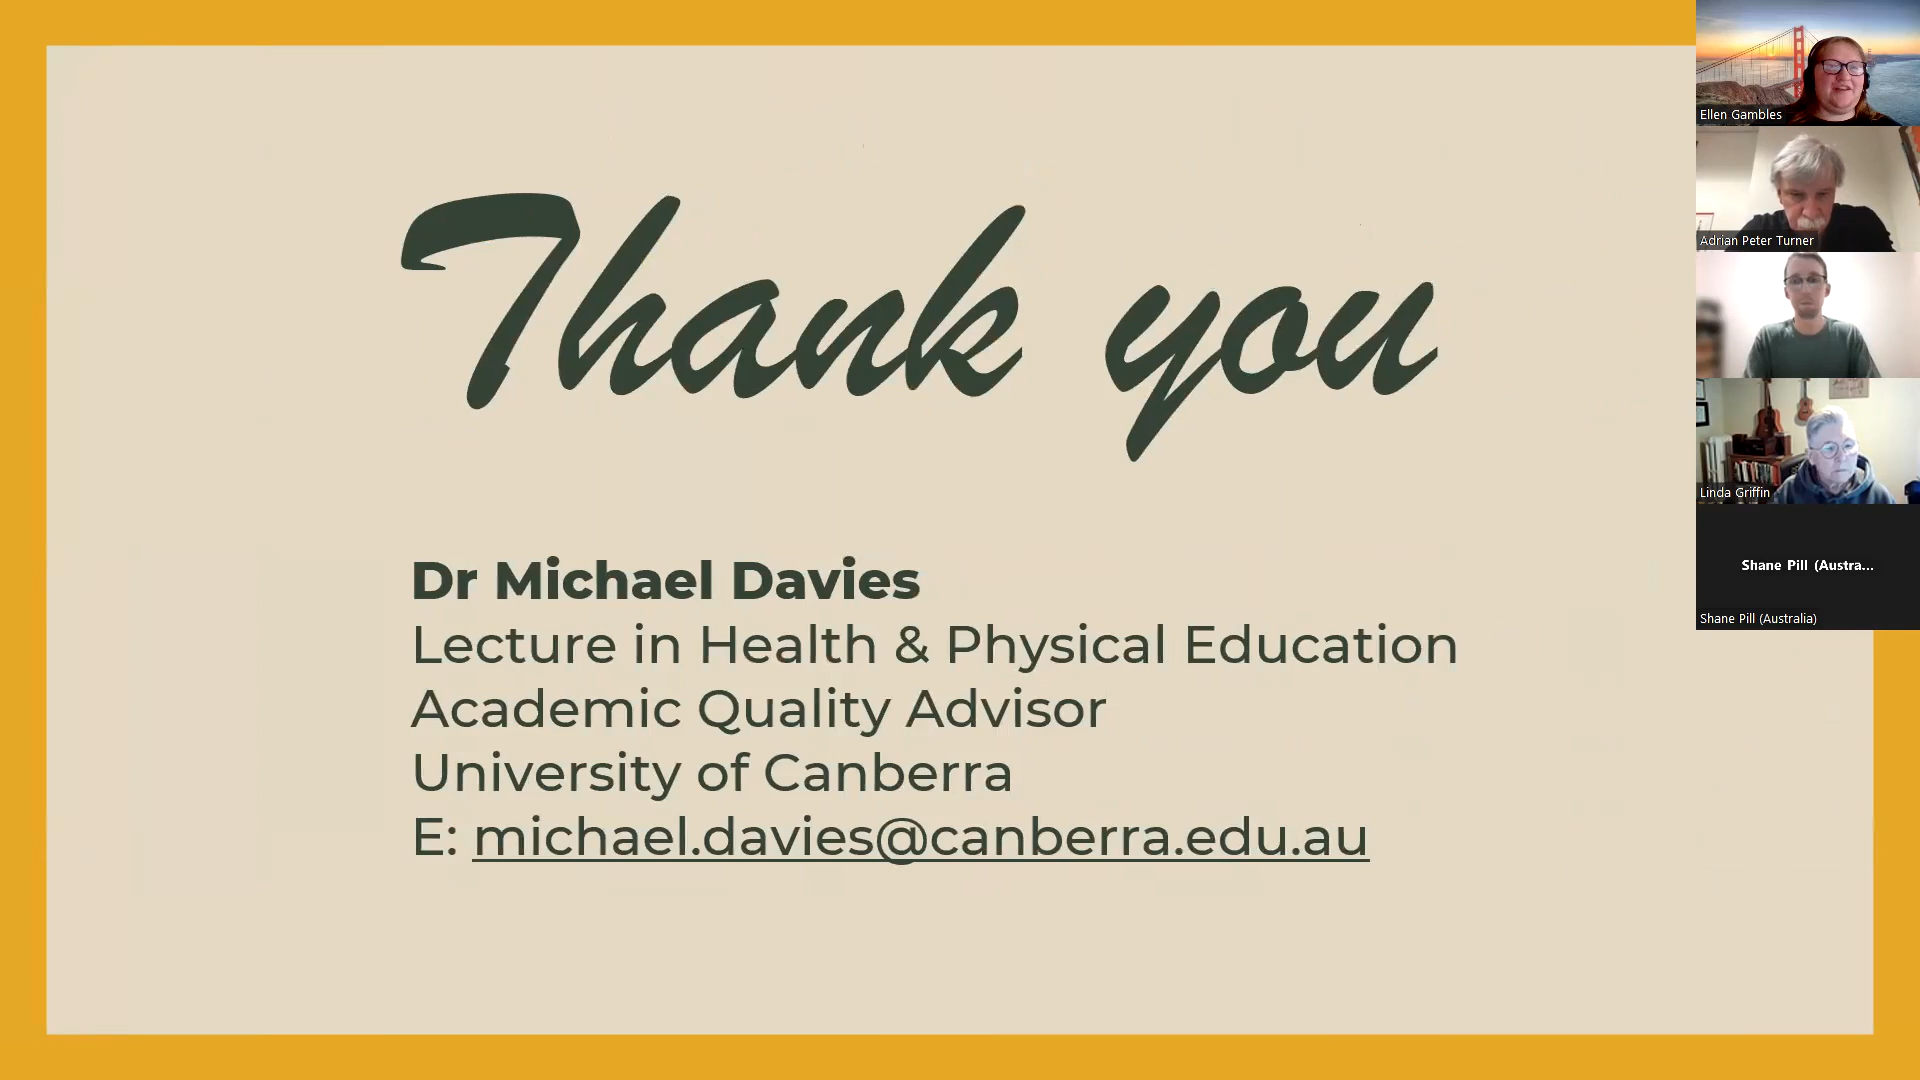 Thank you
Dr Michael Davies
Lecture in Health & Physical Education
Academic Quality Advisor
University of Canberra
E: michael.davies@canberra.edu.au
Ellen Gambles
Adrian Peter Turner
Linda Griffin
Shane Pill (Austra...
Shane Pill (Australia)